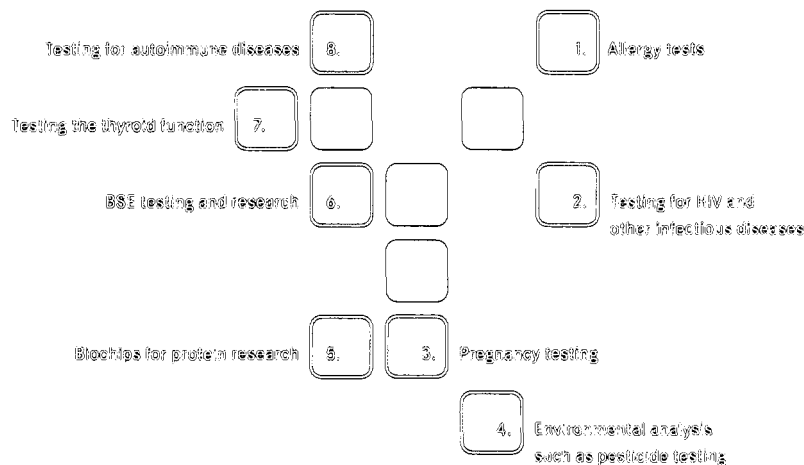 Testing for autoimmune diseases 8.
1. Allergy tests
Testing the thyroid function 7.
BSE testing and research 6.
2. Testing for HIV and
other infectious diseases
Biochips for protein research 5.
3. Pregnancy testing
4. Environmental analysis
such as pesticide testing